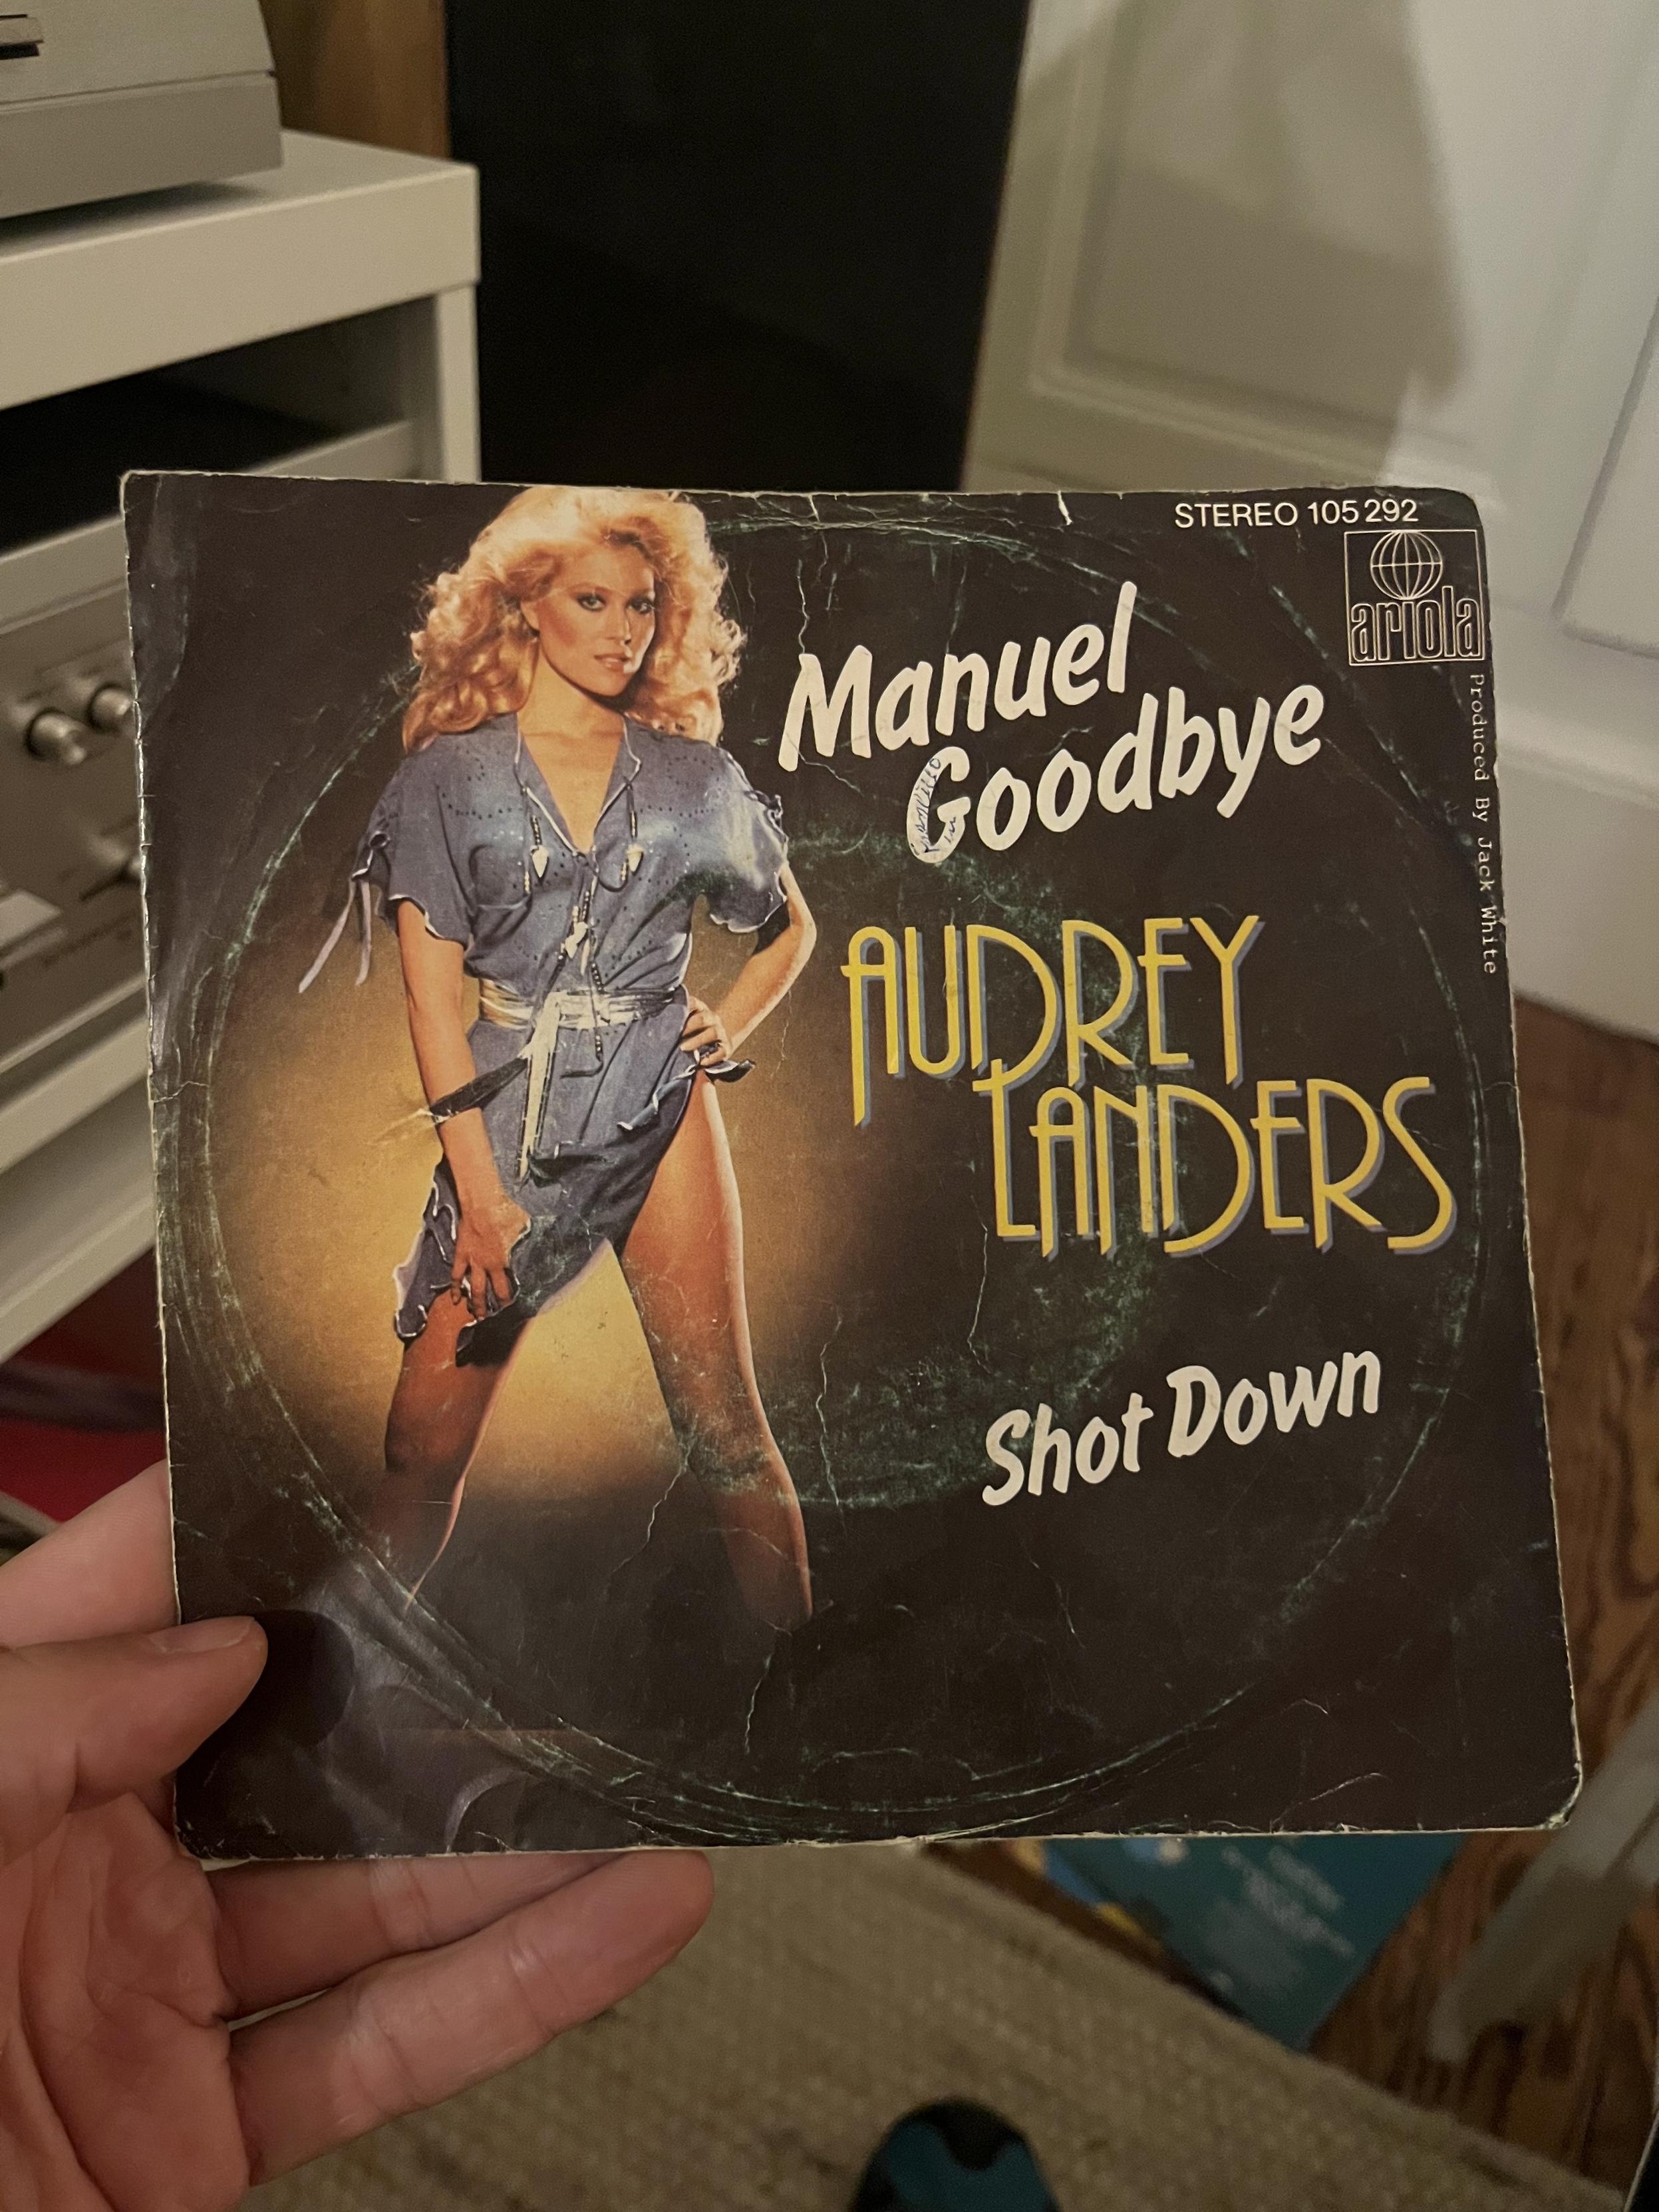 STEREO 105 292
ariola
Manuel
Goodbye
Produced By Jack White
AUDREY
LANDERS
Shot Down